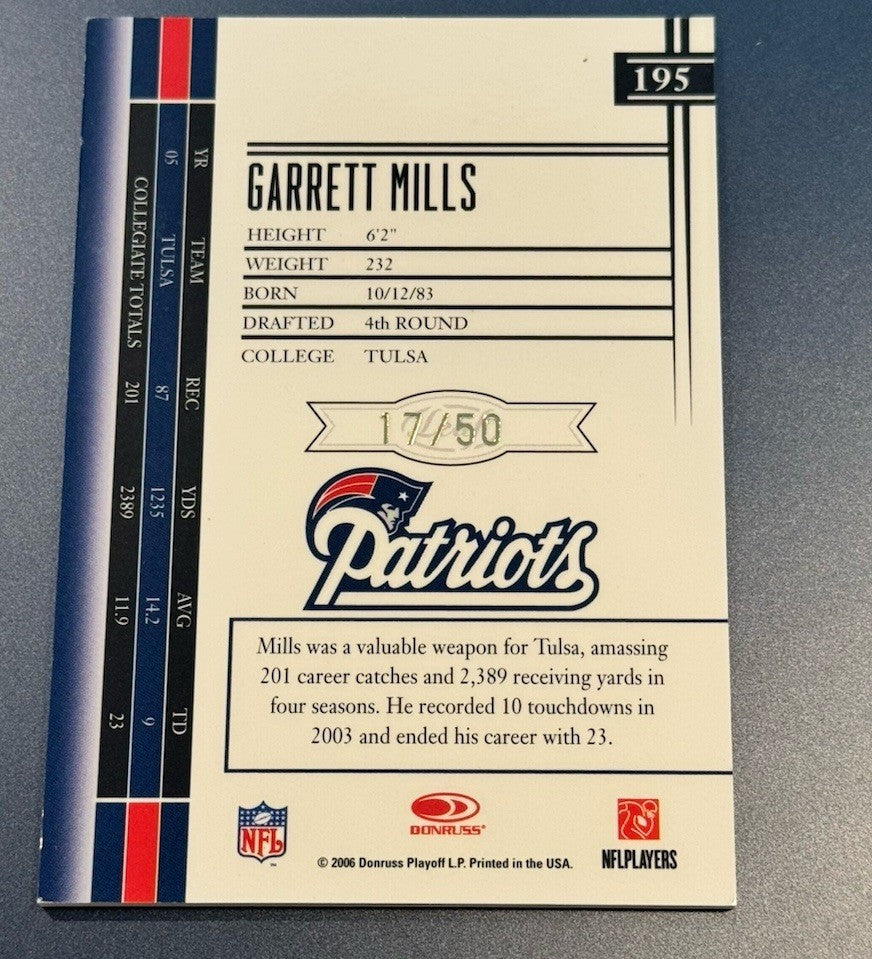 195
GARRETT MILLS
HEIGHT 6'2"
WEIGHT 232
BORN 10/12/83
DRAFTED 4th ROUND
COLLEGE TULSA
17/50
Patriots
Mills was a valuable weapon for Tulsa, amassing
201 career catches and 2,389 receiving yards in
four seasons. He recorded 10 touchdowns in
2003 and ended his career with 23.
NFL
DONRUSS
NFLPLAYERS
© 2006 Donruss Playoff L.P. Printed in the USA.
YR TEAM REC YDS AVG TD
05 TULSA 87 1235 14.2 9
COLLEGIATE TOTALS 201 2389 11.9 23